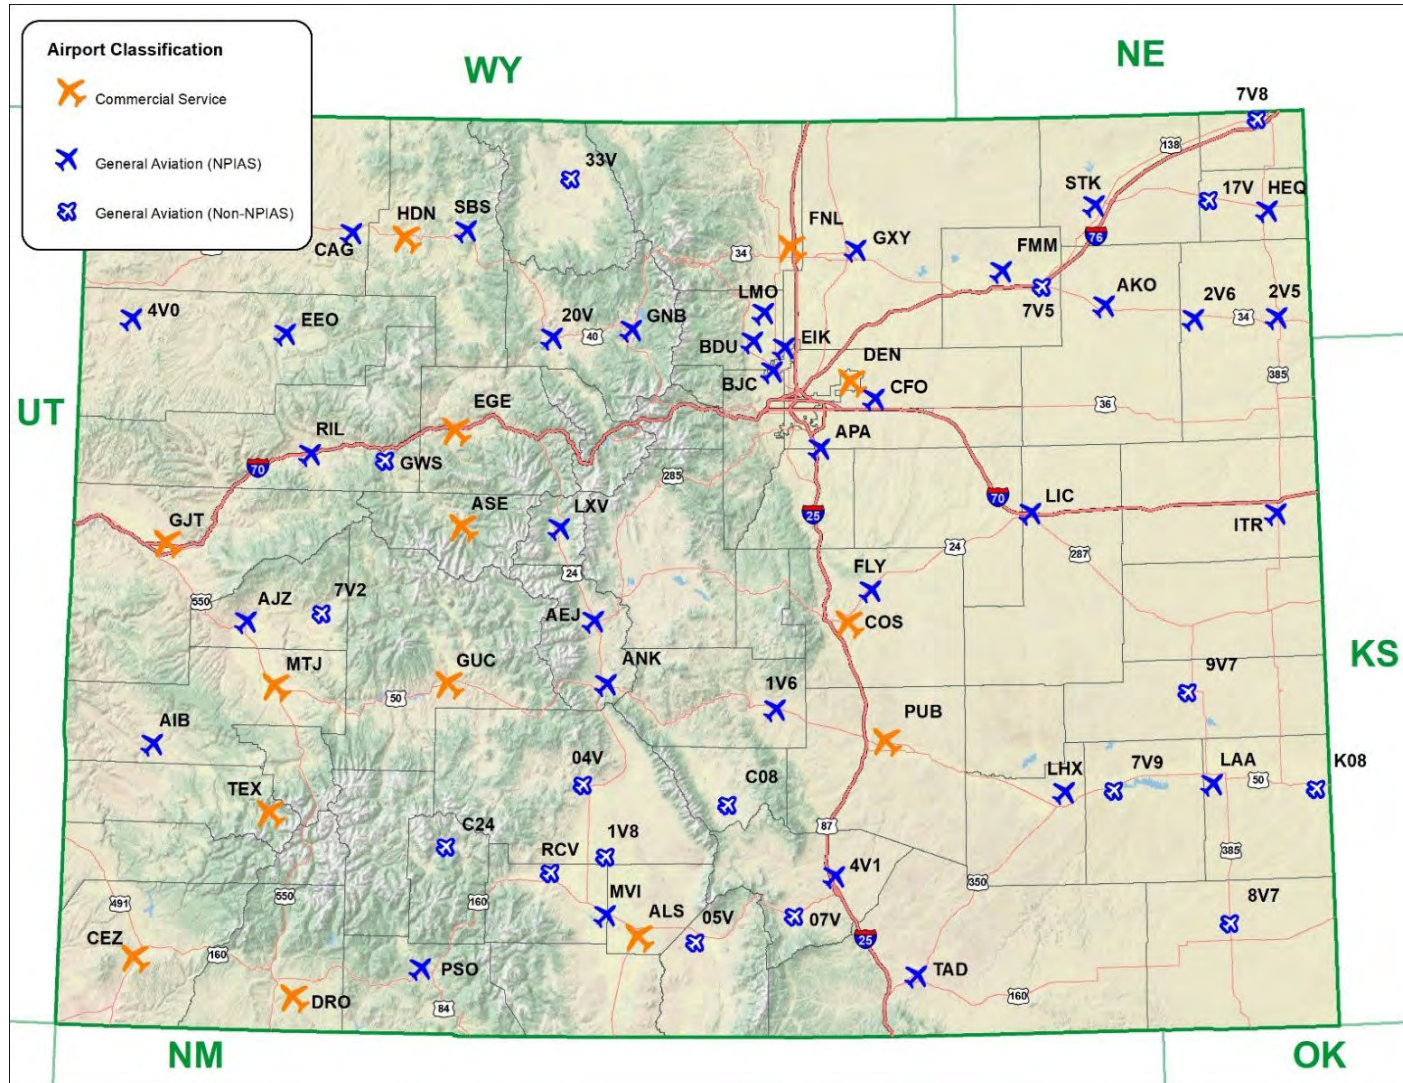 Airport Classification
Commercial Service
General Aviation (NPIAS)
General Aviation (Non-NPIAS)
WY
NE
7V8
138
33V
STK
17V
HEQ
HDN
SBS
FNL
CAG
GXY
76
34
FMM
4V0
EEO
20V
GNB
LMO
7V5
AKO
2V6
2V5
34
40
BDU
EIK
BJC
DEN
CFO
385
UT
EGE
36
RIL
GWS
APA
70
285
ASE
LXV
70
LIC
GJT
25
ITR
24
287
24
FLY
550
AJZ
7V2
AEJ
COS
MTJ
GUC
ANK
KS
50
1V6
9V7
PUB
AIB
04V
C08
LHX
7V9
LAA
50
K08
TEX
87
C24
1V8
385
RCV
4V1
350
550
160
MVI
491
ALS
05V
07V
8V7
CEZ
160
25
PSO
TAD
DRO
84
160
NM
OK